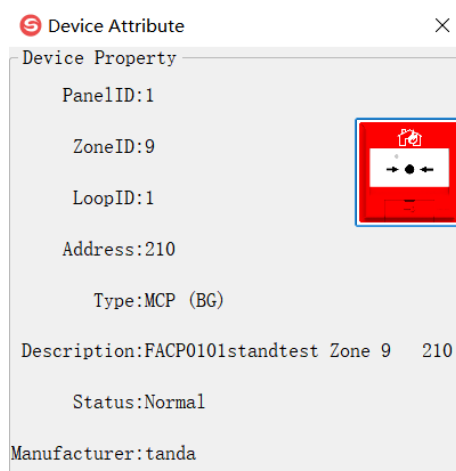 Device Attribute
Device Property
PanelID:1
ZoneID:9
LoopID:1
Address:210
Type:MCP (BG)
Description:FACP0101standtest Zone 9 210
Status:Normal
Manufacturer:tanda